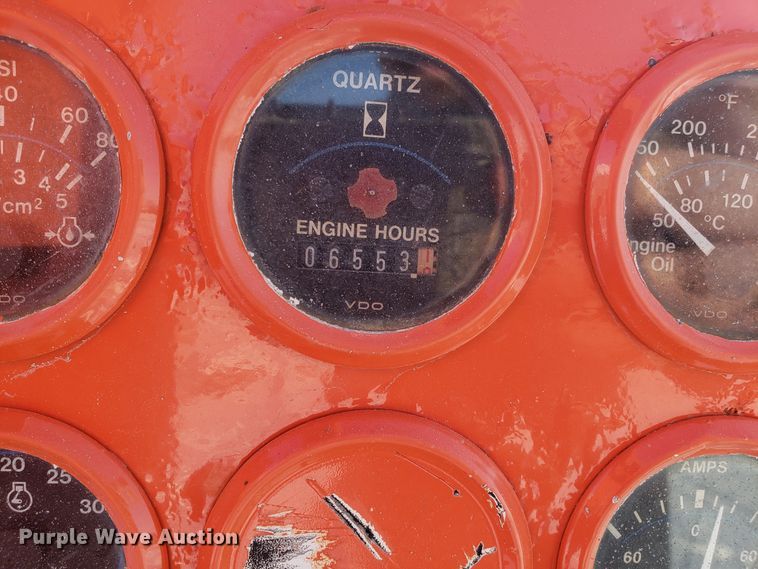 SI
40
60
80
3
4
5
/cm²
VDO
QUARTZ
ENGINE HOURS
06553
VDO
°F
200
50
80
120
50
°C
Engine
Oil
VDO
20
25
30
AMPS
60
0
60
Purple Wave Auction